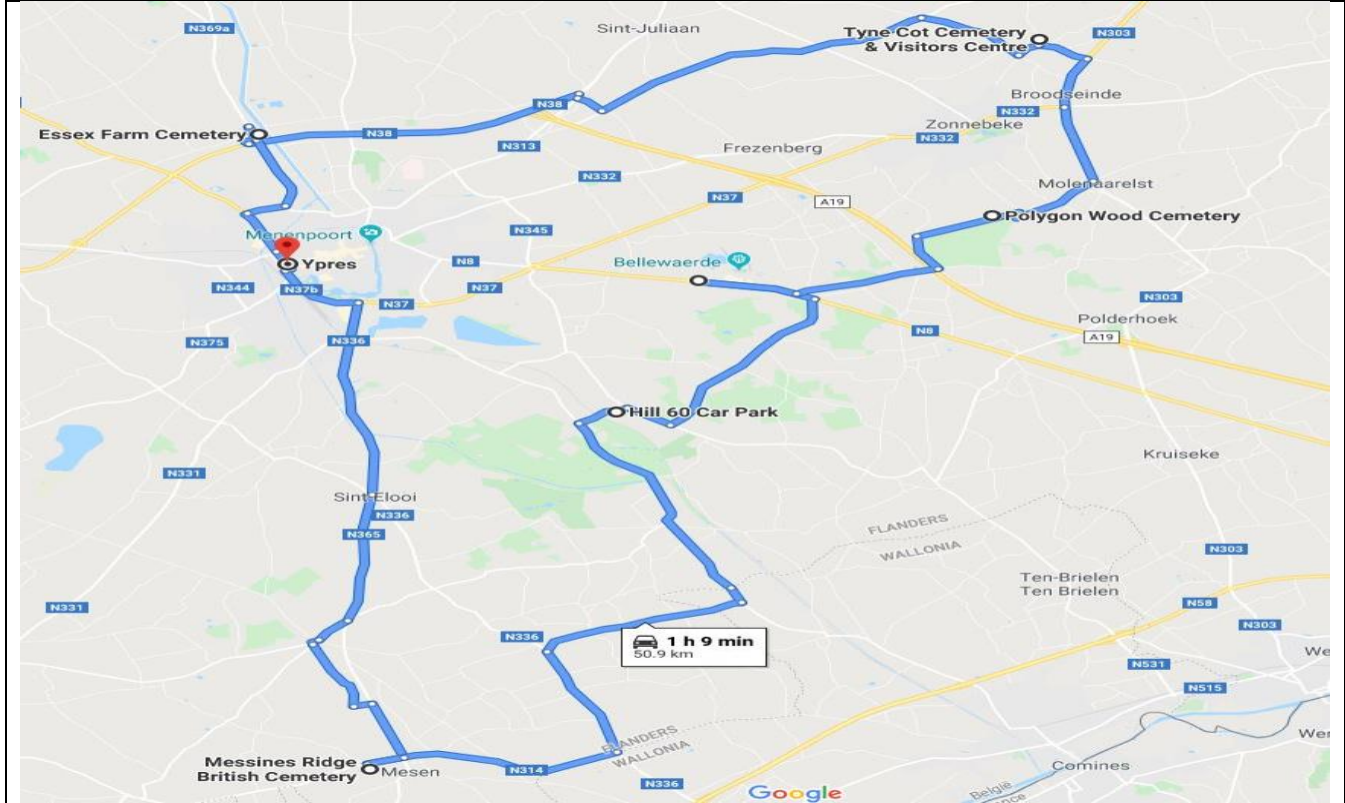 N369a
Sint-Juliaan
Tyne Cot Cemetery
& Visitors Centre
N303
Broodseinde
N38
N332
Zonnebeke
Essex Farm Cemetery
N38
N313
N332
Frezenberg
N332
Molenaarelst
N37
A19
Polygon Wood Cemetery
Menenpoort
N345
Ypres
N8
Bellewaerde
N344
N37b
N37
N37
N303
Polderhoek
N375
N336
N8
A19
Hill 60 Car Park
Kruiseke
N331
Sint-Elooi
N336
N365
FLANDERS
WALLONIA
N303
Ten-Brielen
Ten Brielen
N331
N58
N336
1 h 9 min
50.9 km
N303
We
N531
N515
FLANDERS
WALLONIA
Wer
Messines Ridge
British Cemetery
Mesen
N314
N336
Comines
Google
België